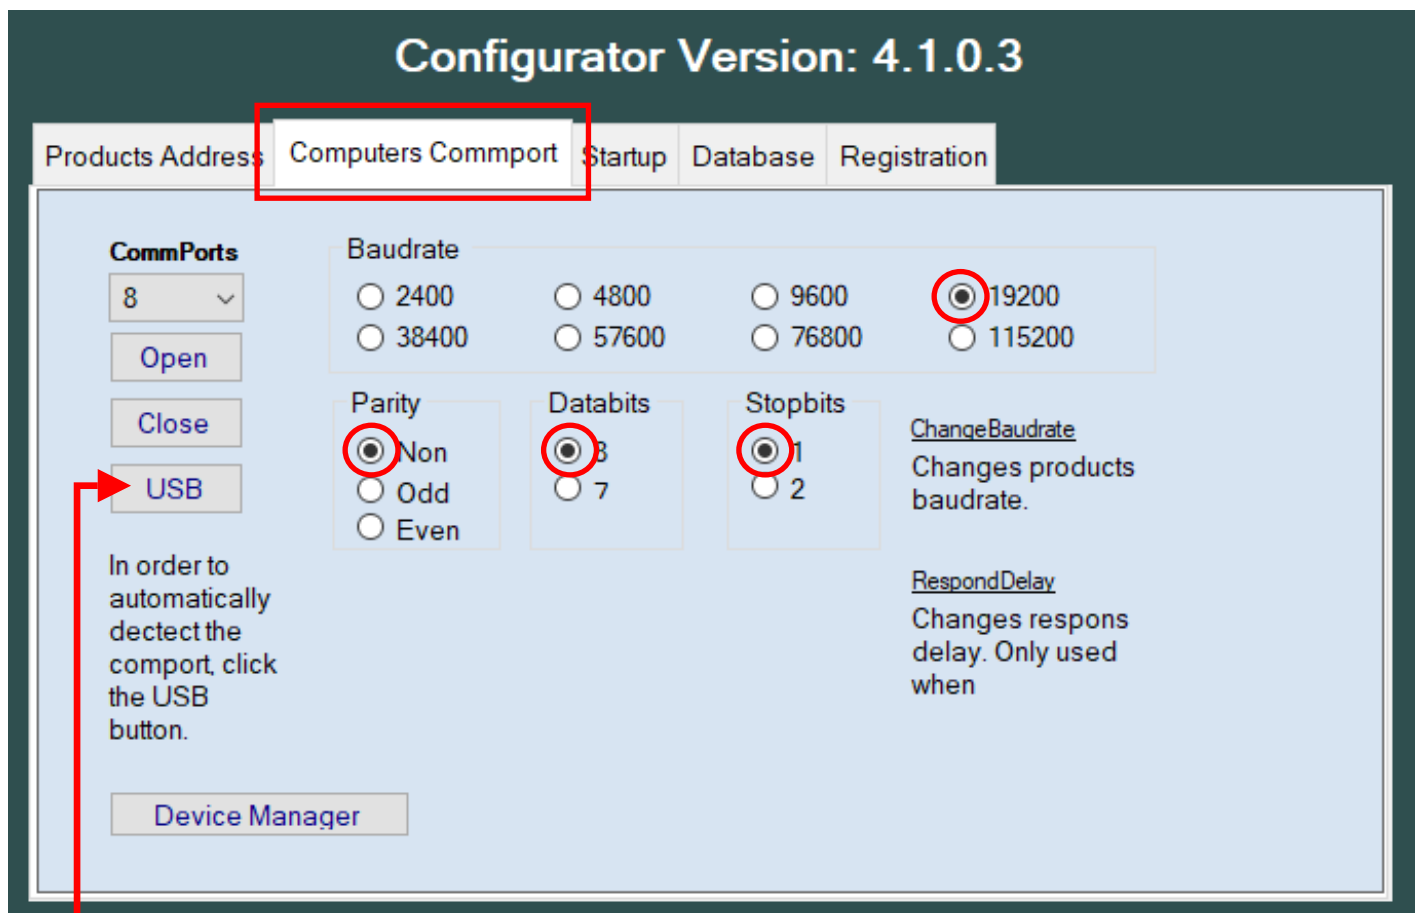 Configurator Version: 4.1.0.3
Products Address Computers Commport Startup Database Registration
CommPorts
8
Open
Close
USB
In order to
automatically
dectect the
comport, click
the USB
button.
Device Manager
Baudrate
2400 4800 9600 19200
38400 57600 76800 115200
Parity
Non
Odd
Even
Databits
8
7
Stopbits
1
2
ChangeBaudrate
Changes products
baudrate.
RespondDelay
Changes respons
delay. Only used
when